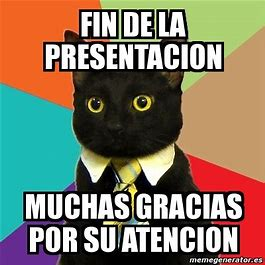 FIN DE LA
PRESENTACION
MUCHAS GRACIAS
POR SU ATENCION
memegenerator.es